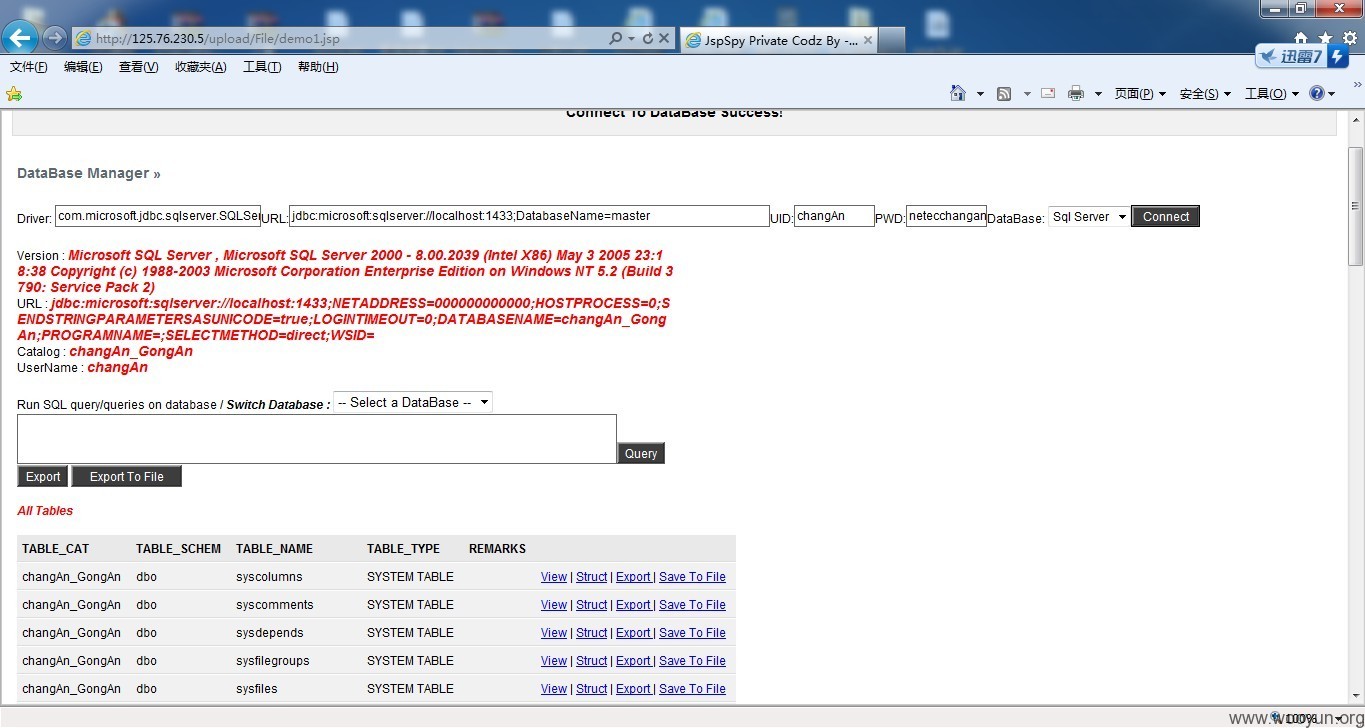 http://125.76.230.5/upload/File/demo1.jsp
JspSpy Private Codz By -...
文件(F) 编辑(E) 查看(V) 收藏夹(A) 工具(T) 帮助(H)
迅雷7
页面(P) 安全(S) 工具(O)
Connect To DataBase Success!
DataBase Manager »
Driver: com.microsoft.jdbc.sqlserver.SQLSer URL: jdbc:microsoft:sqlserver://localhost:1433;DatabaseName=master UID: changAn PWD: netecchangan DataBase: Sql Server Connect
Version : Microsoft SQL Server , Microsoft SQL Server 2000 - 8.00.2039 (Intel X86) May 3 2005 23:1
8:38 Copyright (c) 1988-2003 Microsoft Corporation Enterprise Edition on Windows NT 5.2 (Build 3
790: Service Pack 2)
URL : jdbc:microsoft:sqlserver://localhost:1433;NETADDRESS=000000000000;HOSTPROCESS=0;S
ENDSTRINGPARAMETERSASUNICODE=true;LOGINTIMEOUT=0;DATABASENAME=changAn_Gong
An;PROGRAMNAME=;SELECTMETHOD=direct;WSID=
Catalog : changAn_GongAn
UserName : changAn
Run SQL query/queries on database / Switch Database : -- Select a DataBase --
Query
Export Export To File
All Tables
TABLE_CAT TABLE_SCHEM TABLE_NAME TABLE_TYPE REMARKS
changAn_GongAn dbo syscolumns SYSTEM TABLE View | Struct | Export | Save To File
changAn_GongAn dbo syscomments SYSTEM TABLE View | Struct | Export | Save To File
changAn_GongAn dbo sysdepends SYSTEM TABLE View | Struct | Export | Save To File
changAn_GongAn dbo sysfilegroups SYSTEM TABLE View | Struct | Export | Save To File
changAn_GongAn dbo sysfiles SYSTEM TABLE View | Struct | Export | Save To File
100%
www.wooyun.org